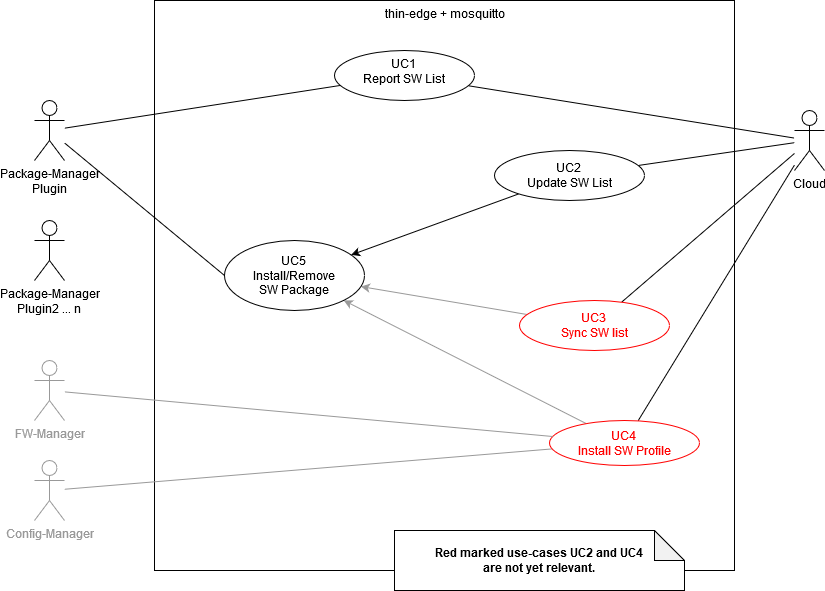 thin-edge + mosquitto
UC1
Report SW List
Package-Manager
Plugin
Cloud
UC2
Update SW List
UC5
Install/Remove
SW Package
Package-Manager
Plugin2 ... n
UC3
Sync SW list
FW-Manager
UC4
Install SW Profile
Config-Manager
Red marked use-cases UC2 and UC4
are not yet relevant.